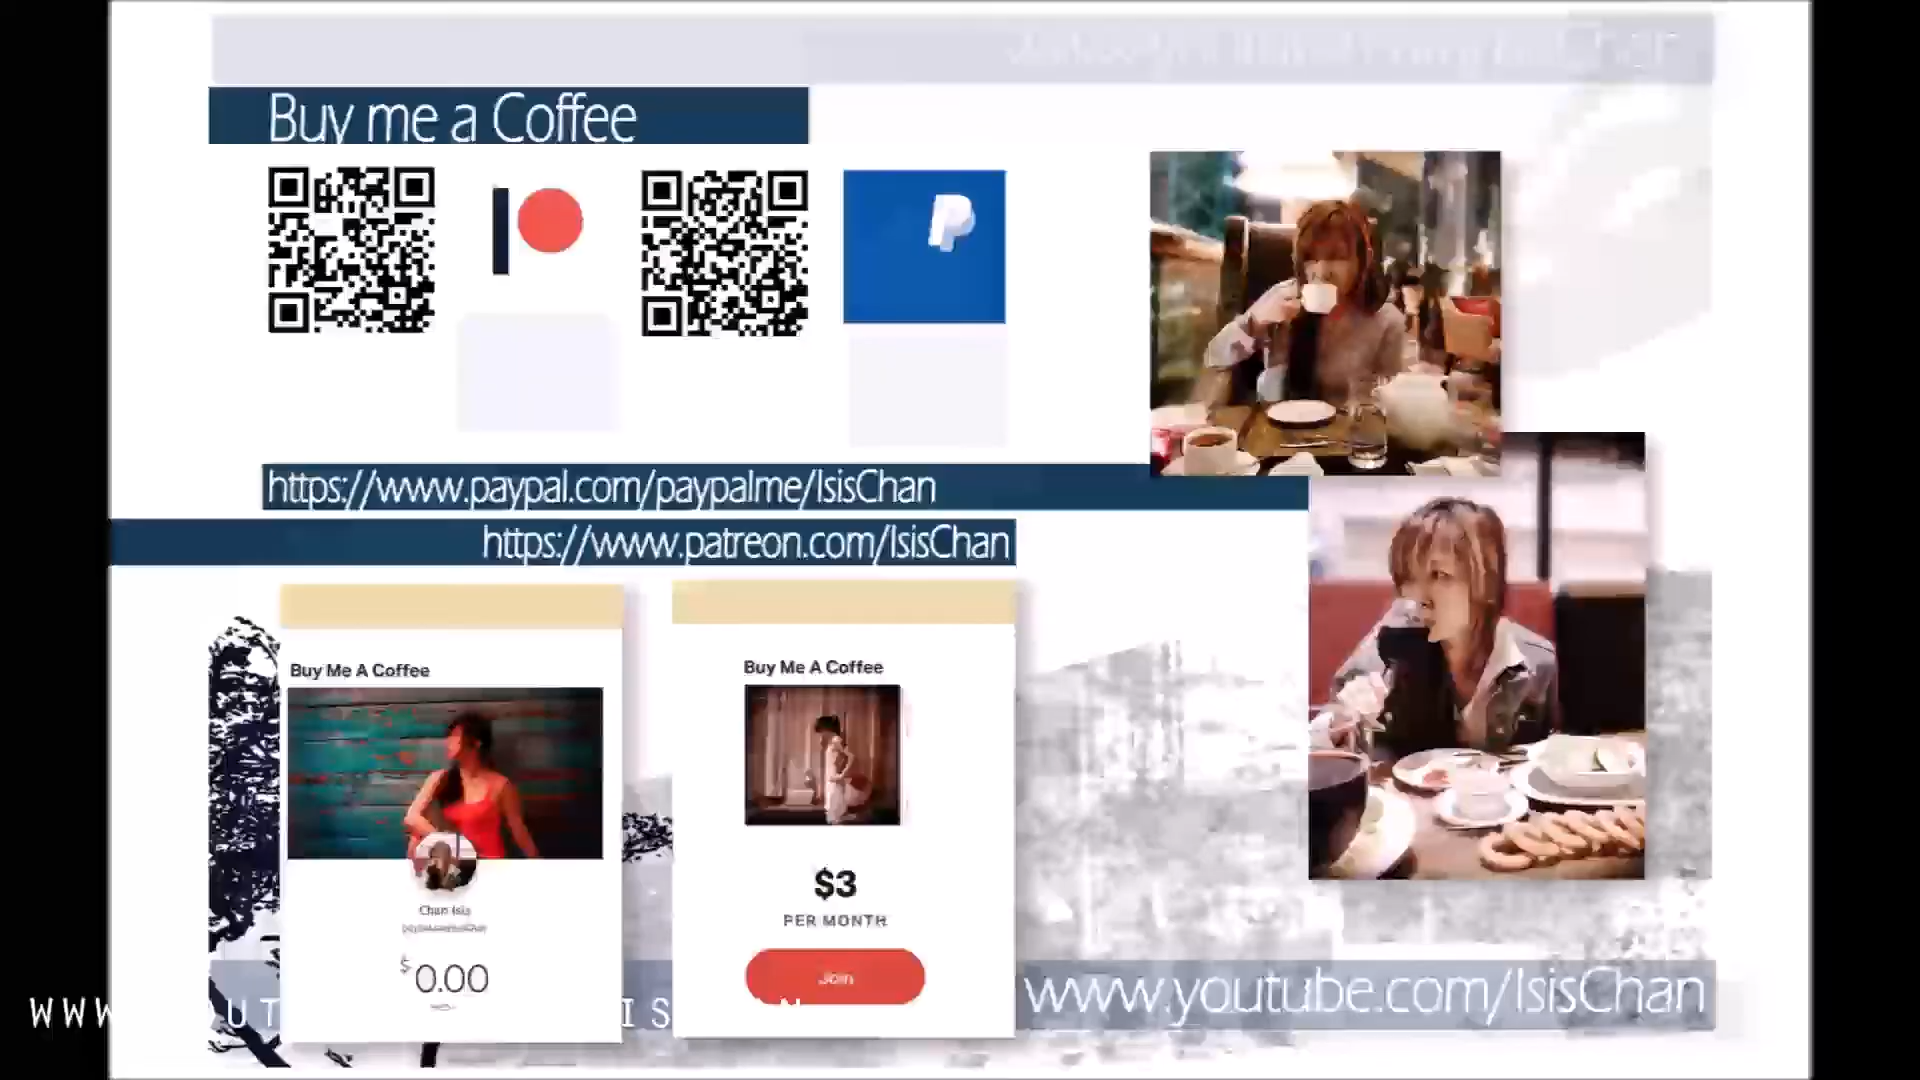 Buy me a Coffee
https://www.paypal.com/paypalme/IsisChan
https://www.patreon.com/IsisChan
Buy Me A Coffee
Chan Isis
$0.00
Buy Me A Coffee
$3
PER MONTH
Join
www.youtube.com/IsisChan